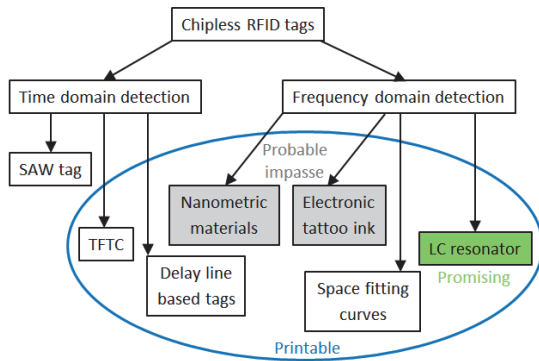 Chipless RFID tags
Time domain detection
Frequency domain detection
SAW tag
Probable
impasse
Nanometric
materials
Electronic
tattoo ink
TFTC
LC resonator
Promising
Delay line
based tags
Space fitting
curves
Printable